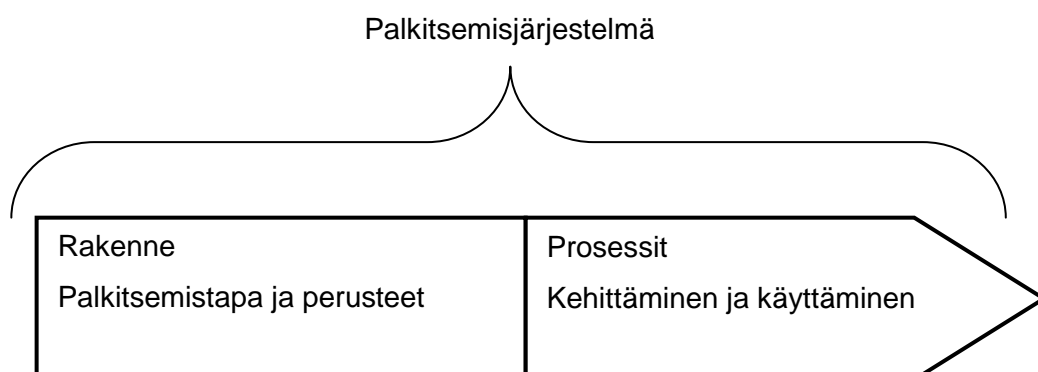 Palkitsemisjärjestelmä
Rakenne
Palkitsemistapa ja perusteet
Prosessit
Kehittäminen ja käyttäminen